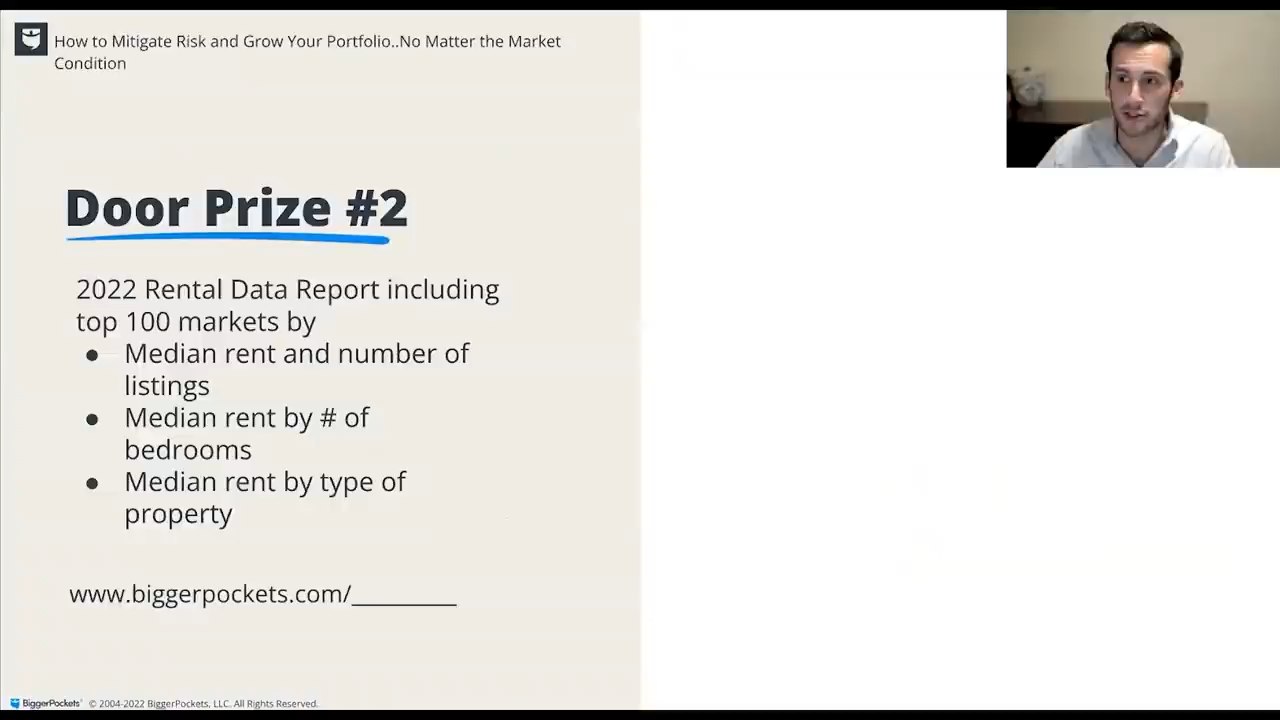 How to Mitigate Risk and Grow Your Portfolio..No Matter the Market
Condition
Door Prize #2
2022 Rental Data Report including
top 100 markets by
● Median rent and number of
listings
● Median rent by # of
bedrooms
● Median rent by type of
property
www.biggerpockets.com/_________
BiggerPockets © 2004-2022 BiggerPockets, LLC. All Rights Reserved.